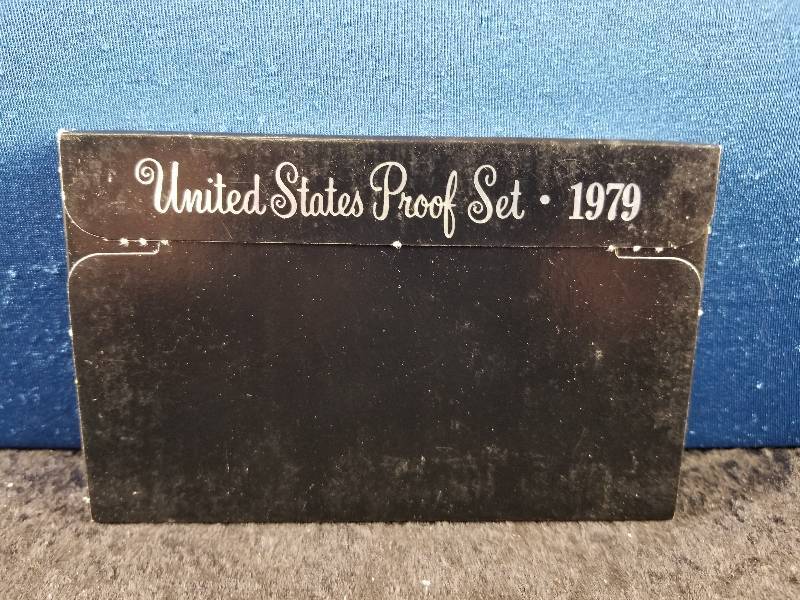 United States Proof Set • 1979